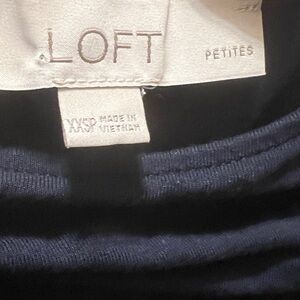 LOFT
PETITES
XXSP MADE IN
VIETNAM